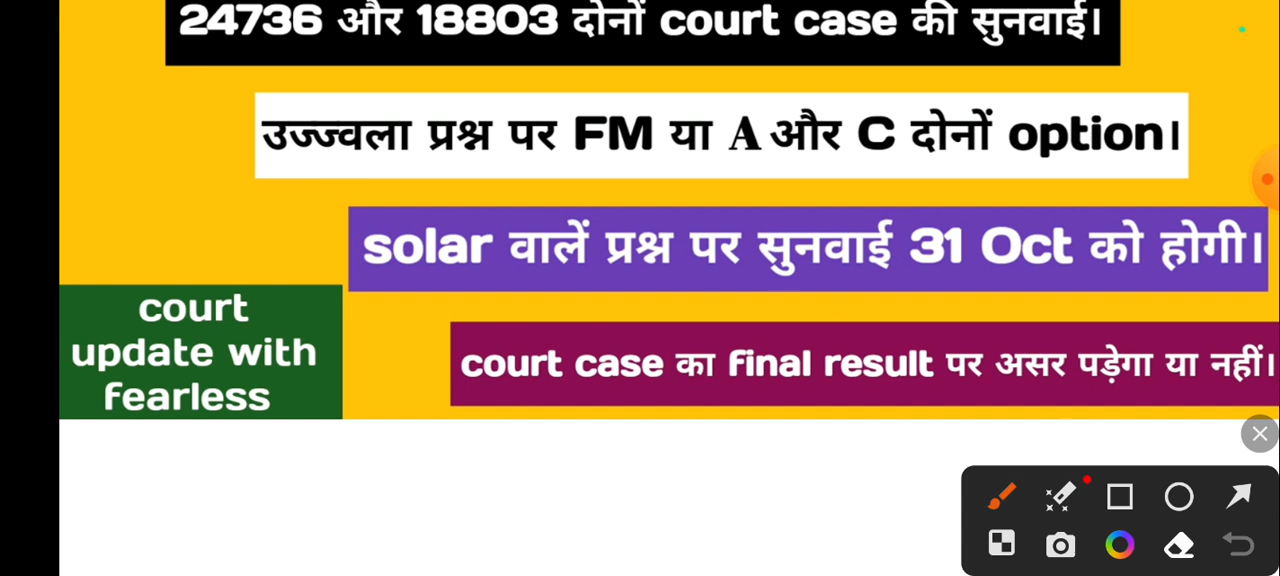 24736 और 18803 दोनों court case की सुनवाई।
उज्ज्वला प्रश्न पर FM या A और C दोनों option।
solar वालें प्रश्न पर सुनवाई 31 Oct को होगी।
court
update with
fearless
court case का final result पर असर पड़ेगा या नहीं।